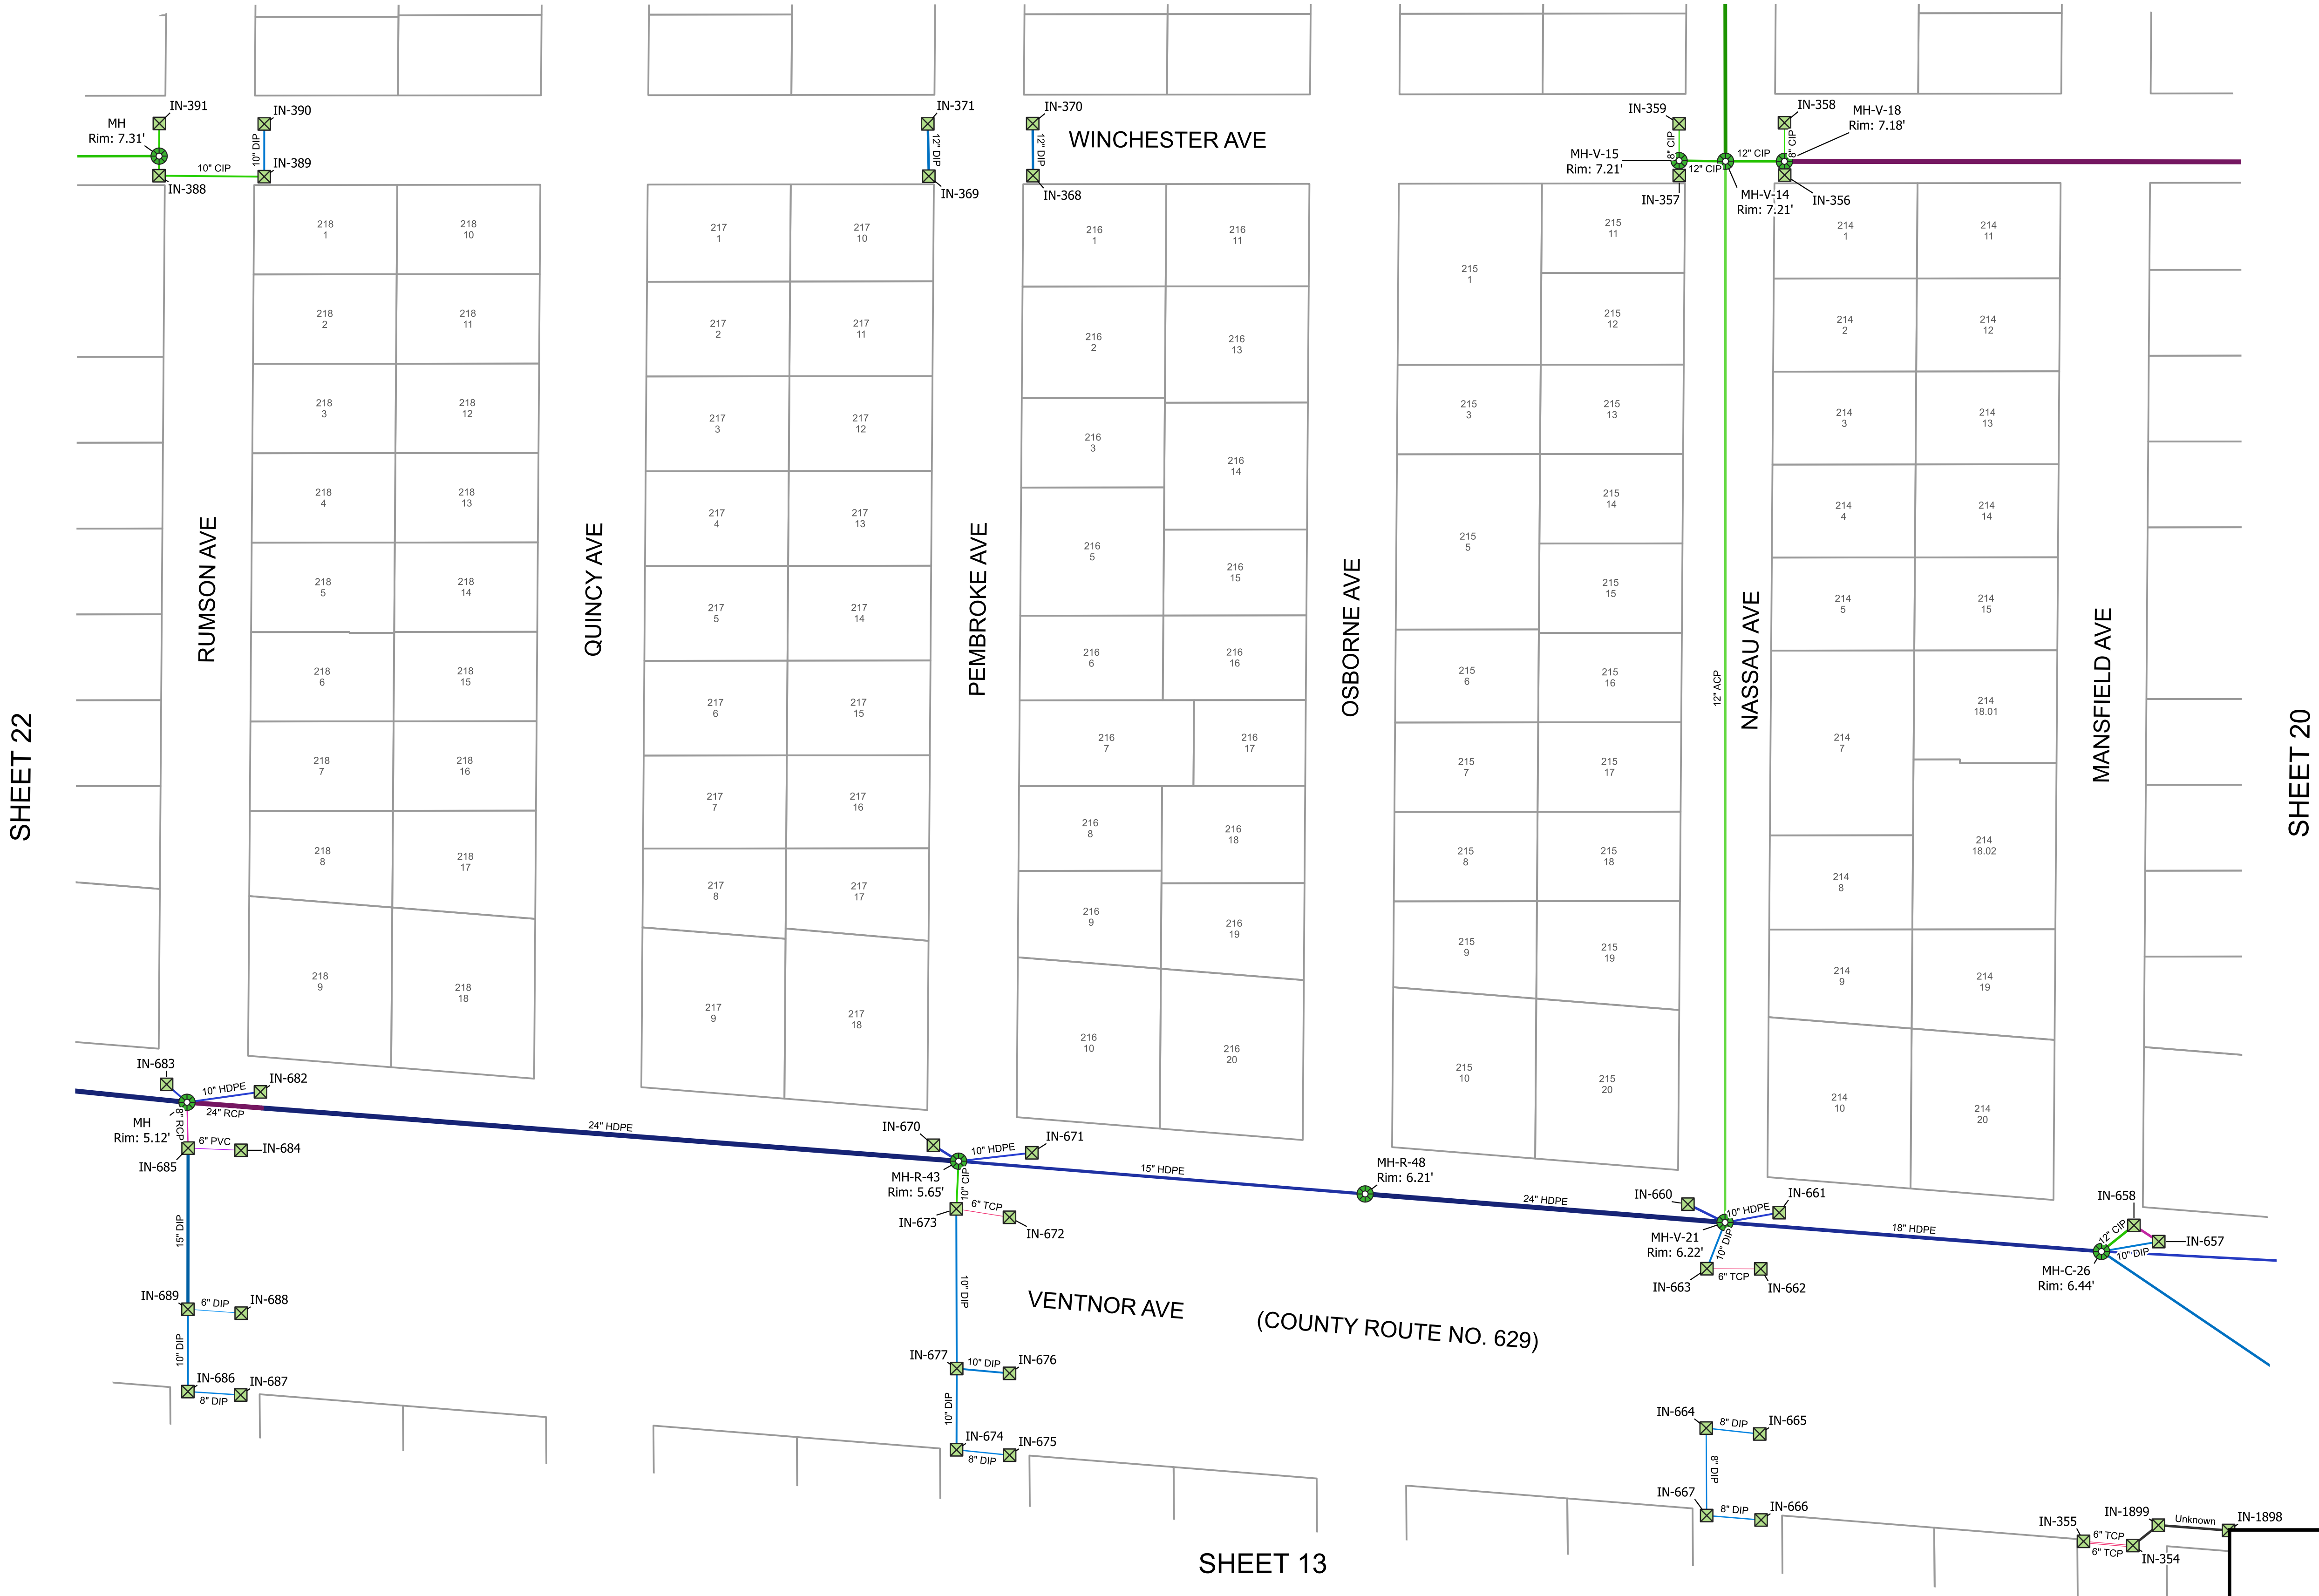 IN-391
MH
Rim: 7.31'
10" DIP
IN-390
10" CIP
IN-388
IN-389
IN-371
12" DIP
IN-369
IN-370
12" DIP
IN-368
WINCHESTER AVE
IN-359
8" CIP
MH-V-15
Rim: 7.21'
IN-357
12" CIP
12" CIP
MH-V-14
Rim: 7.21'
IN-358
8" CIP
MH-V-18
Rim: 7.18'
IN-356
218
1
218
10
218
2
218
11
218
3
218
12
218
4
218
13
218
5
218
14
218
6
218
15
218
7
218
16
218
8
218
17
218
9
218
18
217
1
217
10
217
2
217
11
217
3
217
12
217
4
217
13
217
5
217
14
217
6
217
15
217
7
217
16
217
8
217
17
217
9
217
18
216
1
216
11
216
2
216
13
216
3
216
14
216
5
216
15
216
6
216
16
216
7
216
17
216
8
216
18
216
9
216
19
216
10
216
20
215
1
215
11
215
12
215
3
215
13
215
5
215
14
215
15
215
6
215
16
215
7
215
17
215
8
215
18
215
9
215
19
215
10
215
20
214
1
214
11
214
2
214
12
214
3
214
13
214
4
214
14
214
5
214
15
214
7
214
18.01
214
18.02
214
8
214
9
214
19
214
10
214
20
SHEET 22
RUMSON AVE
QUINCY AVE
PEMBROKE AVE
OSBORNE AVE
12" ACP
NASSAU AVE
MANSFIELD AVE
SHEET 20
IN-683
10" HDPE
IN-682
24" RCP
MH
Rim: 5.12'
8" RCP
6" PVC
IN-684
IN-685
15" DIP
IN-689
6" DIP
IN-688
10" DIP
IN-686
IN-687
8" DIP
24" HDPE
IN-670
10" HDPE
IN-671
MH-R-43
Rim: 5.65'
10" CIP
6" TCP
IN-673
IN-672
10" DIP
IN-677
10" DIP
IN-676
10" DIP
IN-674
IN-675
8" DIP
15" HDPE
MH-R-48
Rim: 6.21'
24" HDPE
IN-660
10" HDPE
IN-661
MH-V-21
Rim: 6.22'
10" DIP
IN-663
6" TCP
IN-662
18" HDPE
IN-658
12" CIP
IN-657
10" DIP
MH-C-26
Rim: 6.44'
VENTNOR AVE
(COUNTY ROUTE NO. 629)
IN-664
8" DIP
IN-665
8" DIP
IN-667
8" DIP
IN-666
IN-355
6" TCP
6" TCP
IN-354
IN-1899
Unknown
IN-1898
SHEET 13